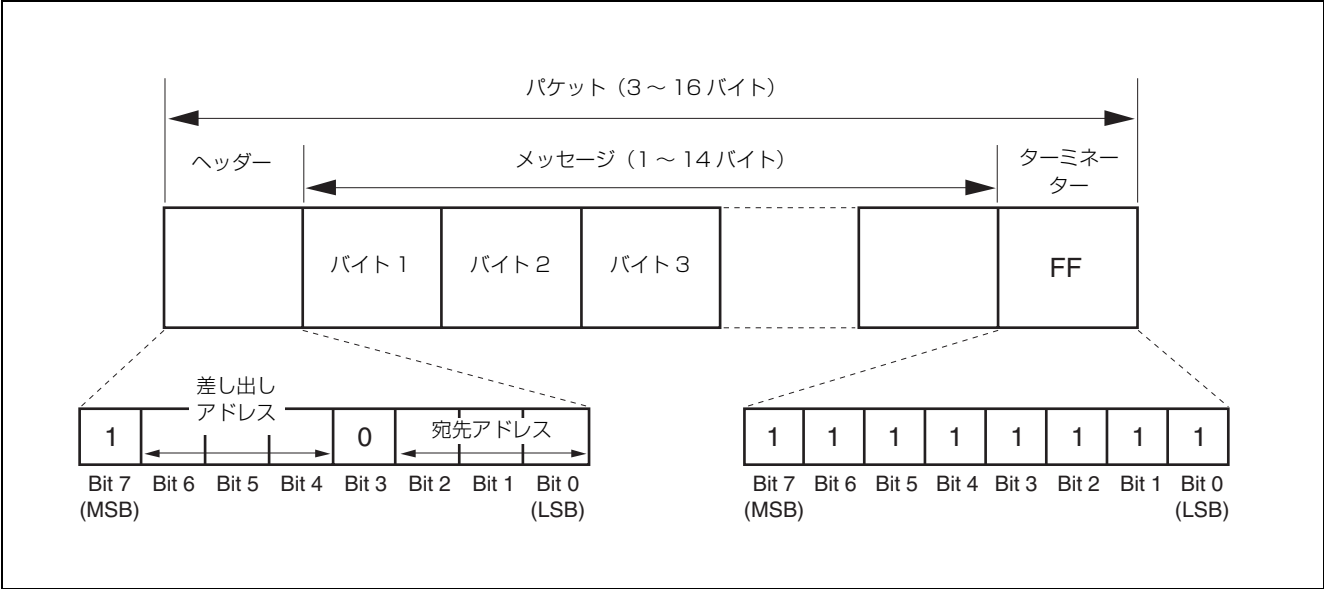 パケット（3～16バイト）
ヘッダー
メッセージ（1～14バイト）
ターミネー
ター
バイト1 バイト2 バイト3 FF
差し出し
アドレス
1 0 宛先アドレス
Bit 7 Bit 6 Bit 5 Bit 4 Bit 3 Bit 2 Bit 1 Bit 0
(MSB) (LSB)
1 1 1 1 1 1 1 1
Bit 7 Bit 6 Bit 5 Bit 4 Bit 3 Bit 2 Bit 1 Bit 0
(MSB) (LSB)